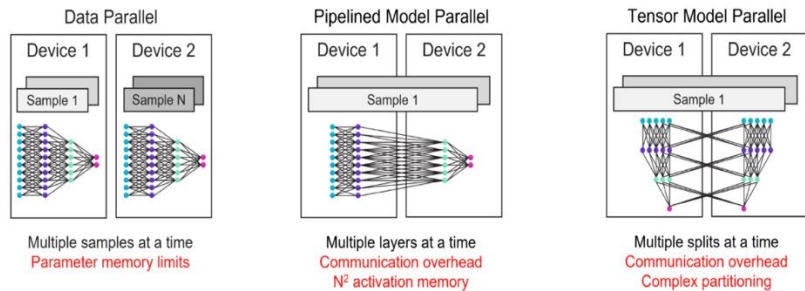 Data Parallel
Device 1
Device 2
Sample 1
Sample N
Multiple samples at a time
Parameter memory limits
Pipelined Model Parallel
Device 1
Device 2
Sample 1
Multiple layers at a time
Communication overhead
N² activation memory
Tensor Model Parallel
Device 1
Device 2
Sample 1
Multiple splits at a time
Communication overhead
Complex partitioning